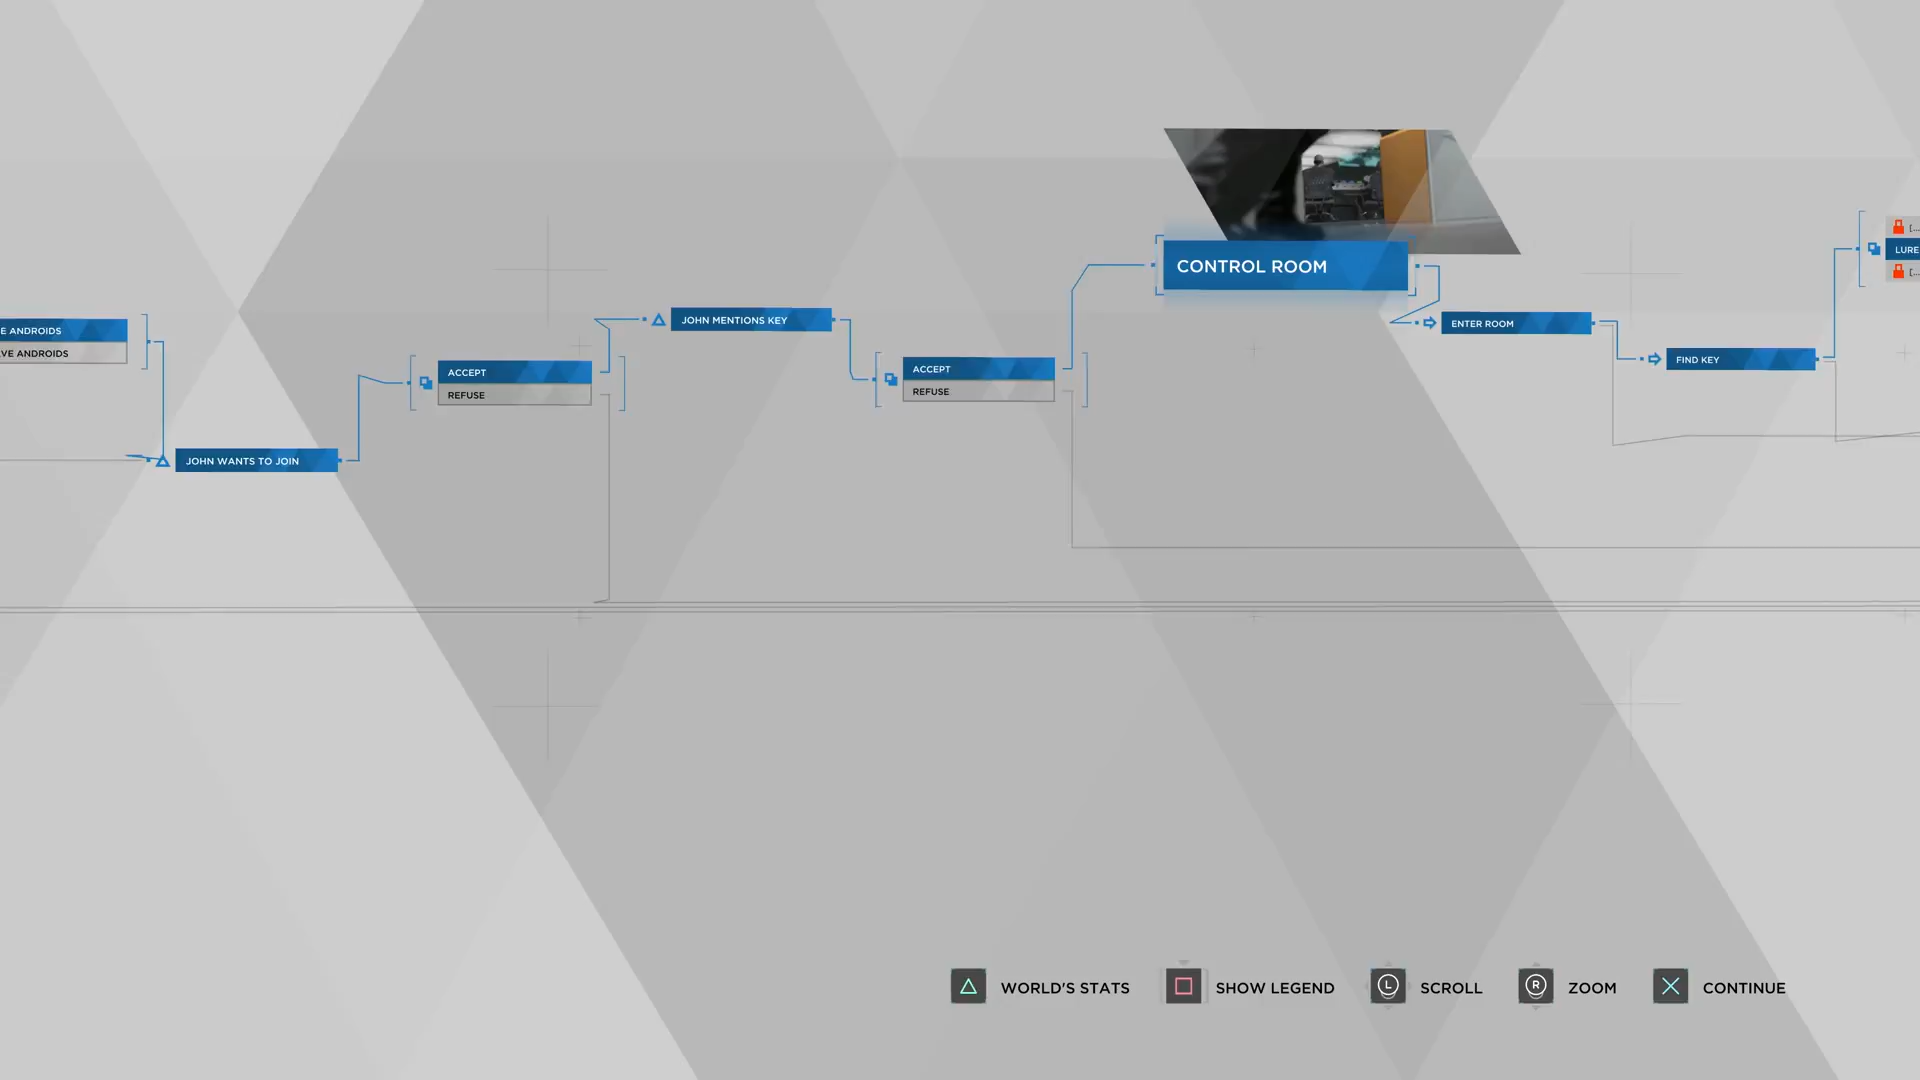 E ANDROIDS
VE ANDROIDS
JOHN WANTS TO JOIN
ACCEPT
REFUSE
JOHN MENTIONS KEY
ACCEPT
REFUSE
CONTROL ROOM
ENTER ROOM
FIND KEY
[...
LURE
[...
WORLD'S STATS
SHOW LEGEND
L
SCROLL
R
ZOOM
CONTINUE